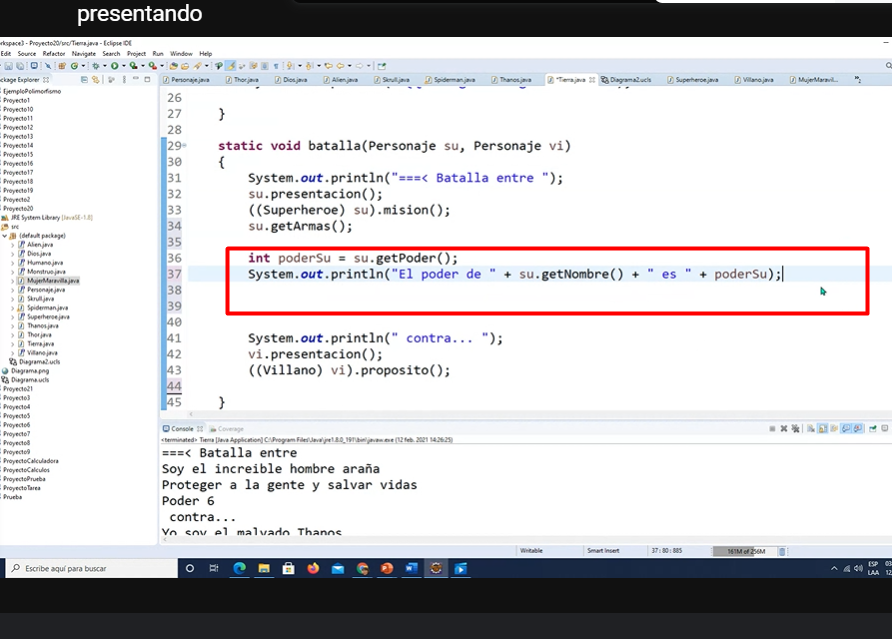 presentando
rkspace3 - Proyecto20/src/Tierra.java - Eclipse IDE
Edit Source Refactor Navigate Search Project Run Window Help
ckage Explorer
Personaje.java Thor.java Dios.java Alien.java Skrull.java Spiderman.java Thanos.java *Tierra.java Diagrama2.ucls Superheroe.java Villano.java MujerMaravil...
EjemploPolimorfismo
Proyecto1
Proyecto10
Proyecto11
Proyecto12
Proyecto13
Proyecto14
Proyecto15
Proyecto16
Proyecto17
Proyecto18
Proyecto19
Proyecto2
Proyecto20
JRE System Library [JavaSE-1.8]
src
(default package)
Alien.java
Dios.java
Humano.java
Monstruo.java
MujerMaravilla.java
Personaje.java
Skrull.java
Spiderman.java
Superheroe.java
Thanos.java
Thor.java
Tierra.java
Villano.java
Diagrama2.ucls
Diagrama.png
Diagrama.ucls
Proyecto21
Proyecto3
Proyecto4
Proyecto5
Proyecto6
Proyecto7
Proyecto8
Proyecto9
ProyectoCalculadora
ProyectoCalculos
ProyectoPrueba
ProyectoTarea
Prueba
26
27 }
28
29 static void batalla(Personaje su, Personaje vi)
30 {
31 System.out.println("===< Batalla entre ");
32 su.presentacion();
33 ((Superheroe) su).mision();
34 su.getArmas();
35
36 int poderSu = su.getPoder();
37 System.out.println("El poder de " + su.getNombre() + " es " + poderSu);
38
39
40
41 System.out.println(" contra... ");
42 vi.presentacion();
43 ((Villano) vi).proposito();
44
45 }
Console Coverage
<terminated> Tierra [Java Application] C:\Program Files\Java\jre1.8.0_191\bin\javaw.exe (12 feb. 2021 14:26:25)
===< Batalla entre
Soy el increible hombre araña
Proteger a la gente y salvar vidas
Poder 6
contra...
Yo soy el malvado Thanos
Writable Smart Insert 37 : 80 : 885 161M of 256M
Escribe aquí para buscar
ESP
LAA